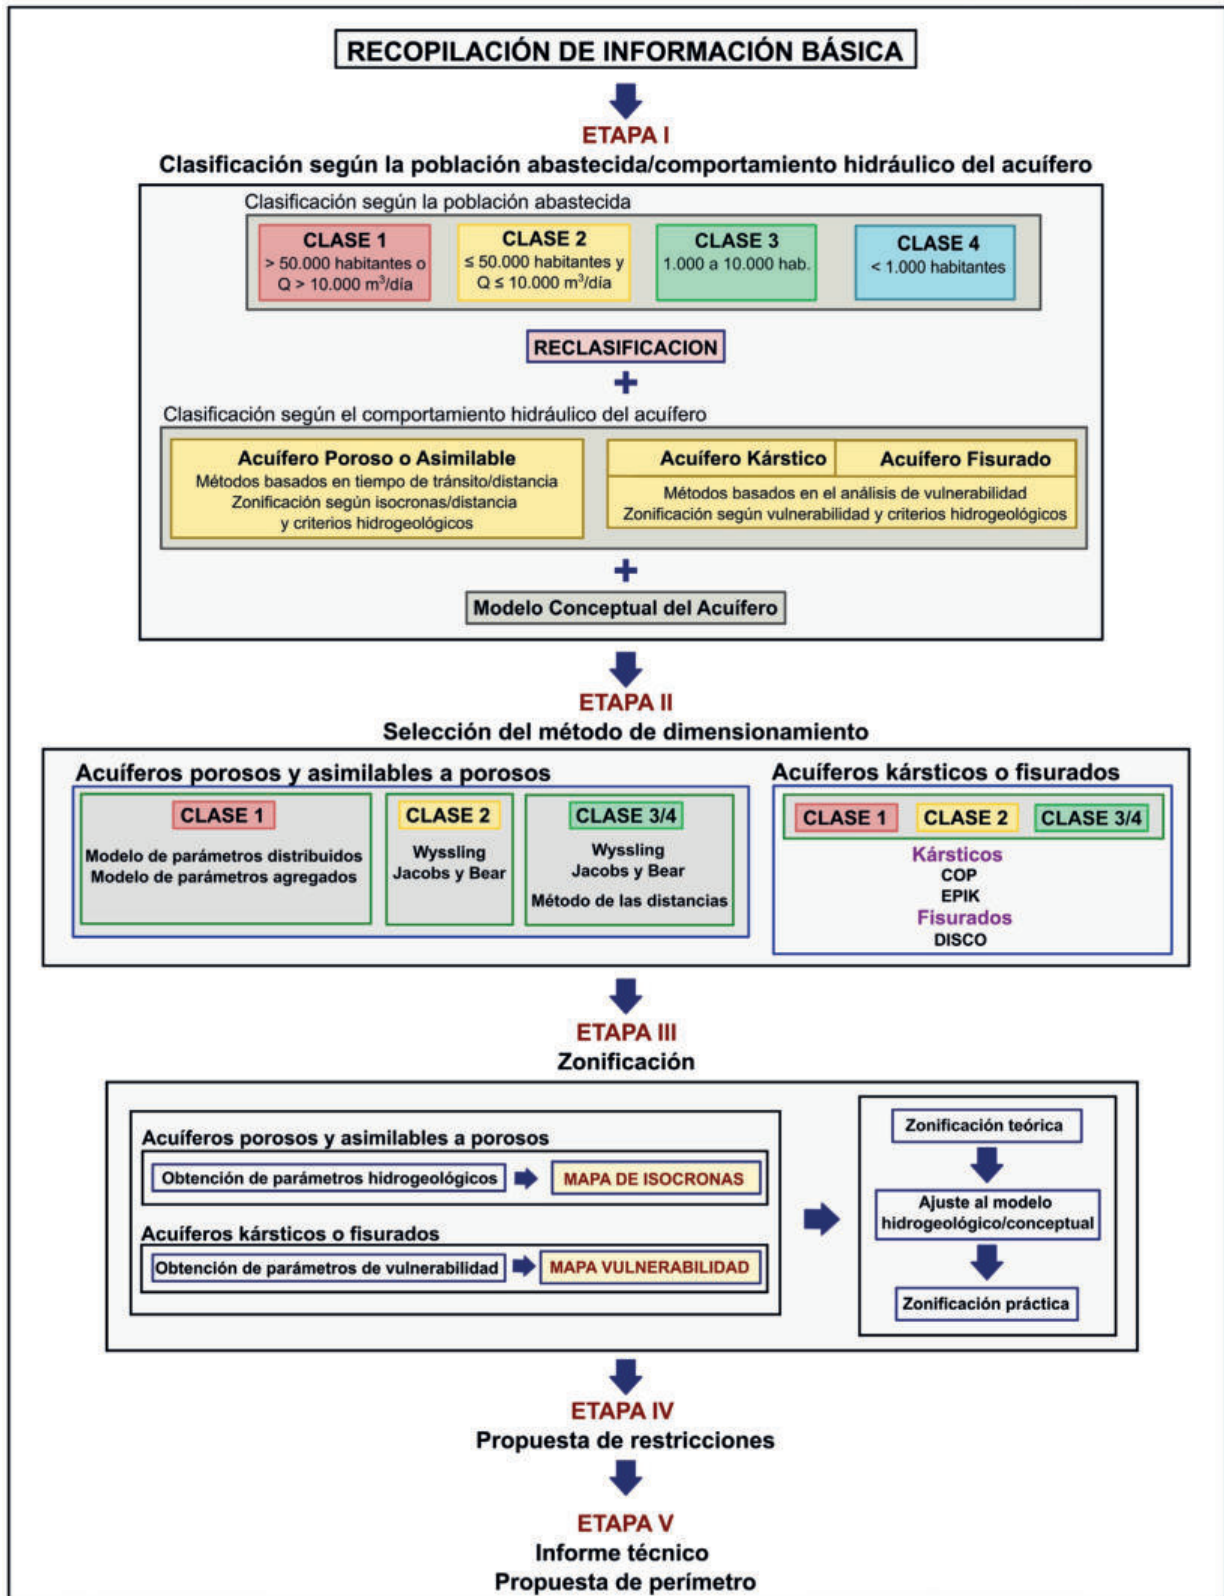 RECOPILACIÓN DE INFORMACIÓN BÁSICA
ETAPA I
Clasificación según la población abastecida/comportamiento hidráulico del acuífero
Clasificación según la población abastecida
CLASE 1
> 50.000 habitantes o
Q > 10.000 m³/día
CLASE 2
≤ 50.000 habitantes y
Q ≤ 10.000 m³/día
CLASE 3
1.000 a 10.000 hab.
CLASE 4
< 1.000 habitantes
RECLASIFICACION
+
Clasificación según el comportamiento hidráulico del acuífero
Acuífero Poroso o Asimilable
Métodos basados en tiempo de tránsito/distancia
Zonificación según isocronas/distancia
y criterios hidrogeológicos
Acuífero Kárstico
Acuífero Fisurado
Métodos basados en el análisis de vulnerabilidad
Zonificación según vulnerabilidad y criterios hidrogeológicos
+
Modelo Conceptual del Acuífero
ETAPA II
Selección del método de dimensionamiento
Acuíferos porosos y asimilables a porosos
CLASE 1
Modelo de parámetros distribuidos
Modelo de parámetros agregados
CLASE 2
Wyssling
Jacobs y Bear
CLASE 3/4
Wyssling
Jacobs y Bear
Método de las distancias
Acuíferos kársticos o fisurados
CLASE 1
CLASE 2
CLASE 3/4
Kársticos
COP
EPIK
Fisurados
DISCO
ETAPA III
Zonificación
Acuíferos porosos y asimilables a porosos
Obtención de parámetros hidrogeológicos
MAPA DE ISOCRONAS
Acuíferos kársticos o fisurados
Obtención de parámetros de vulnerabilidad
MAPA VULNERABILIDAD
Zonificación teórica
Ajuste al modelo
hidrogeológico/conceptual
Zonificación práctica
ETAPA IV
Propuesta de restricciones
ETAPA V
Informe técnico
Propuesta de perímetro